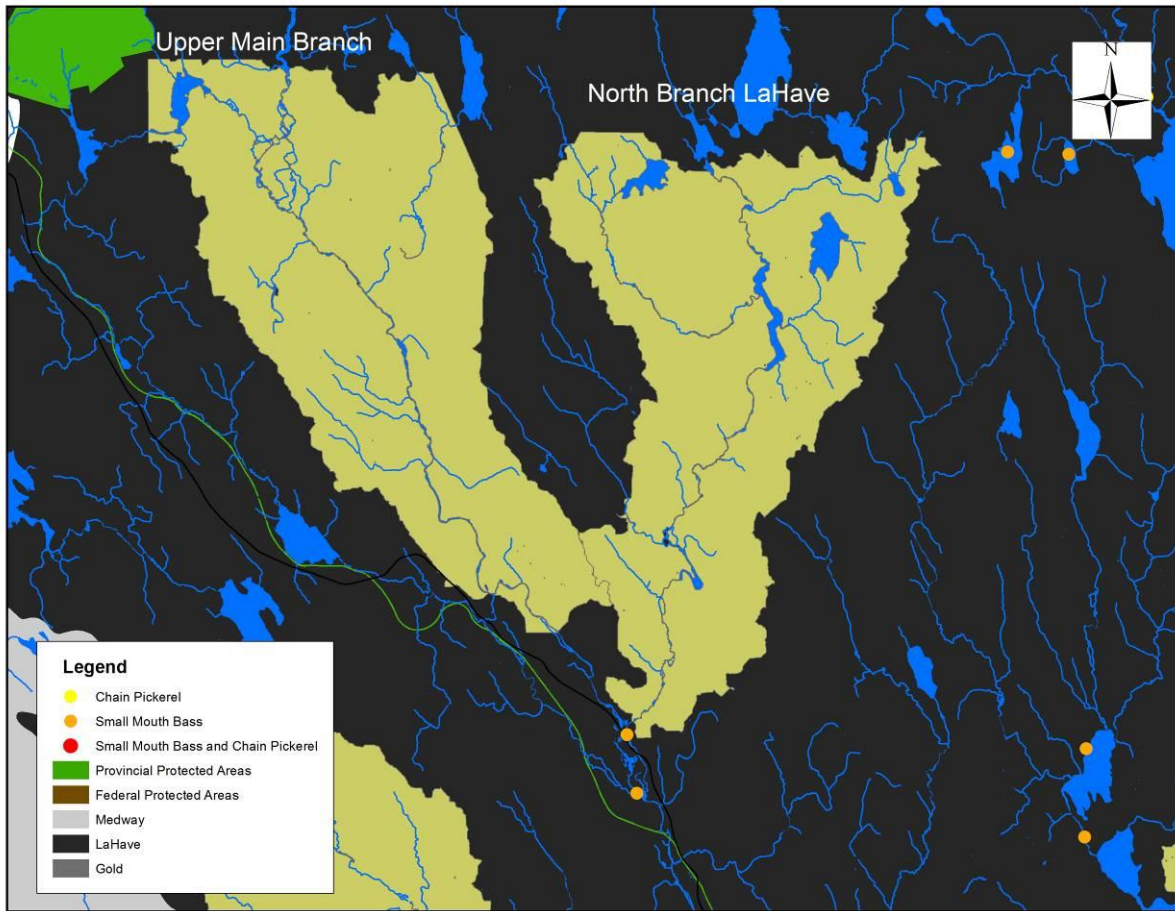 Upper Main Branch
North Branch LaHave
N
Legend
Chain Pickerel
Small Mouth Bass
Small Mouth Bass and Chain Pickerel
Provincial Protected Areas
Federal Protected Areas
Medway
LaHave
Gold